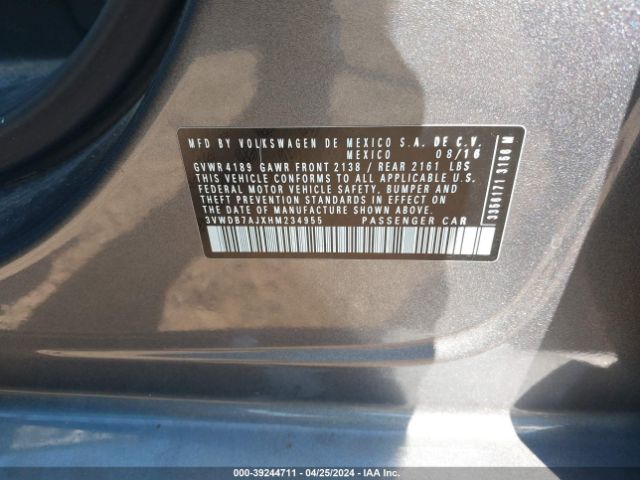 MFD BY VOLKSWAGEN DE MEXICO S.A. DE C.V.
MEXICO 08/16
GVWR 4189 GAWR FRONT 2138 / REAR 2161 LBS
THIS VEHICLE CONFORMS TO ALL APPLICABLE U.S.
FEDERAL MOTOR VEHICLE SAFETY, BUMPER AND
THEFT PREVENTION STANDARDS IN EFFECT ON
THE DATE OF MANUFACTURE SHOWN ABOVE.
3VWDB7AJXHM234955 PASSENGER CAR
3356171 3150 M
000-39244711 - 04/25/2024 - IAA Inc.